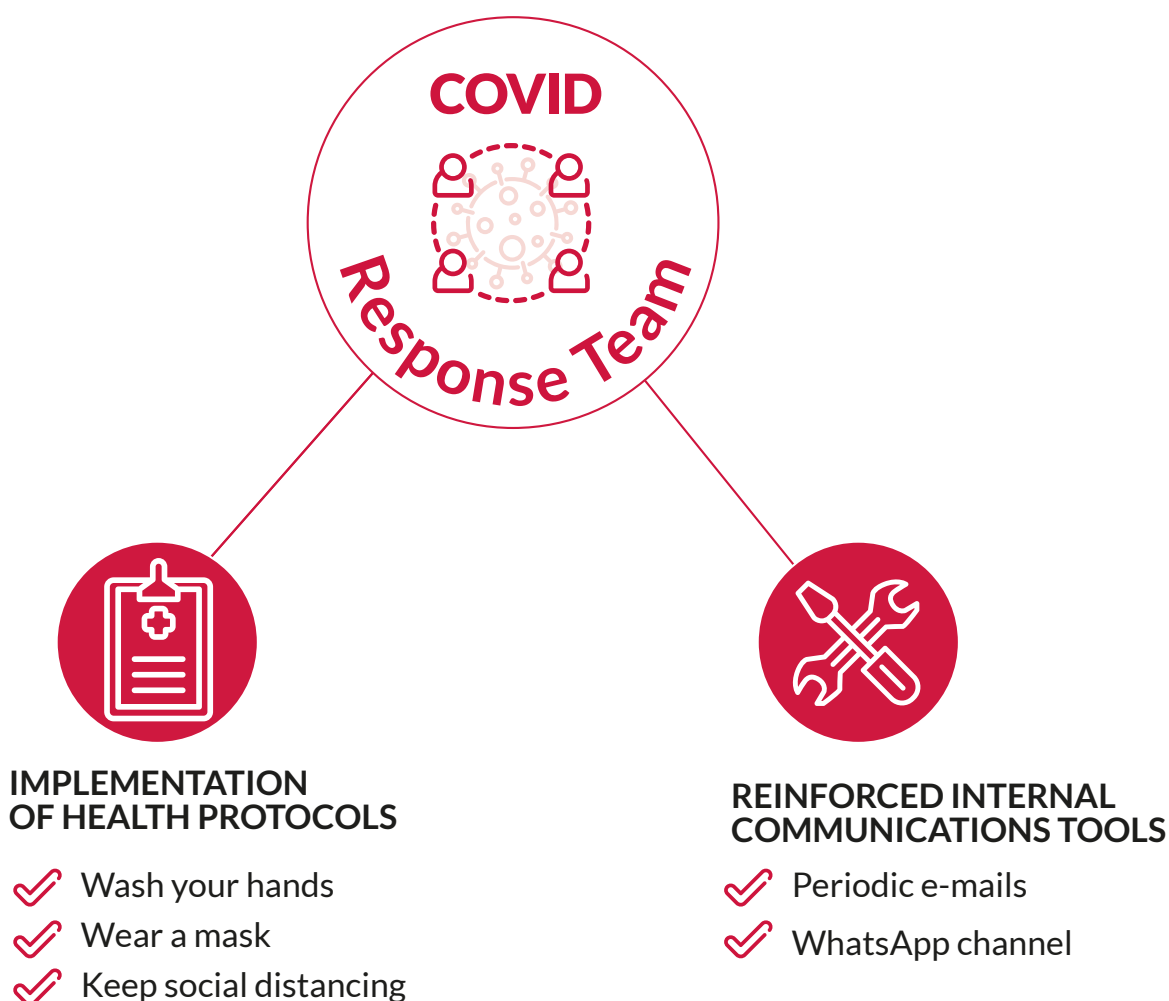 COVID
Response Team
IMPLEMENTATION
OF HEALTH PROTOCOLS
Wash your hands
Wear a mask
Keep social distancing
REINFORCED INTERNAL
COMMUNICATIONS TOOLS
Periodic e-mails
WhatsApp channel